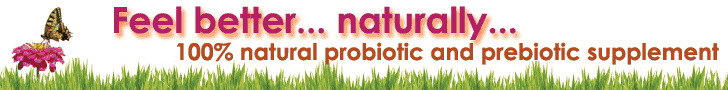 Feel better... naturally...
100% natural probiotic and prebiotic supplement